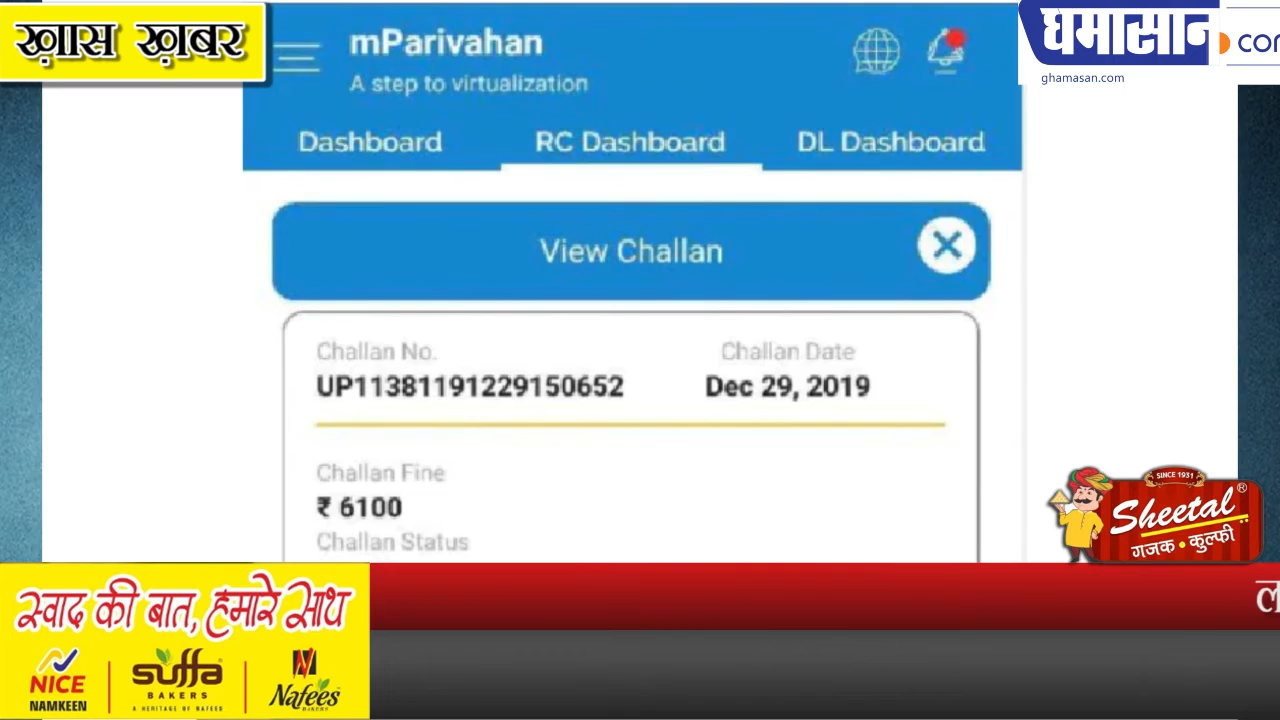 ख़ास ख़बर
mParivahan
A step to virtualization
घमासान
con
ghamasan.com
Dashboard
RC Dashboard
DL Dashboard
View Challan
Challan No.
Challan Date
UP11381191229150652
Dec 29, 2019
Challan Fine
₹ 6100
Challan Status
SINCE 1931
Sheetal®
गजक • कुल्फी
स्वाद की बात, हमारे साथ
NICE
NAMKEEN
suffa
BAKERS
A HERITAGE OF NAFEES
Nafees
BAKERS